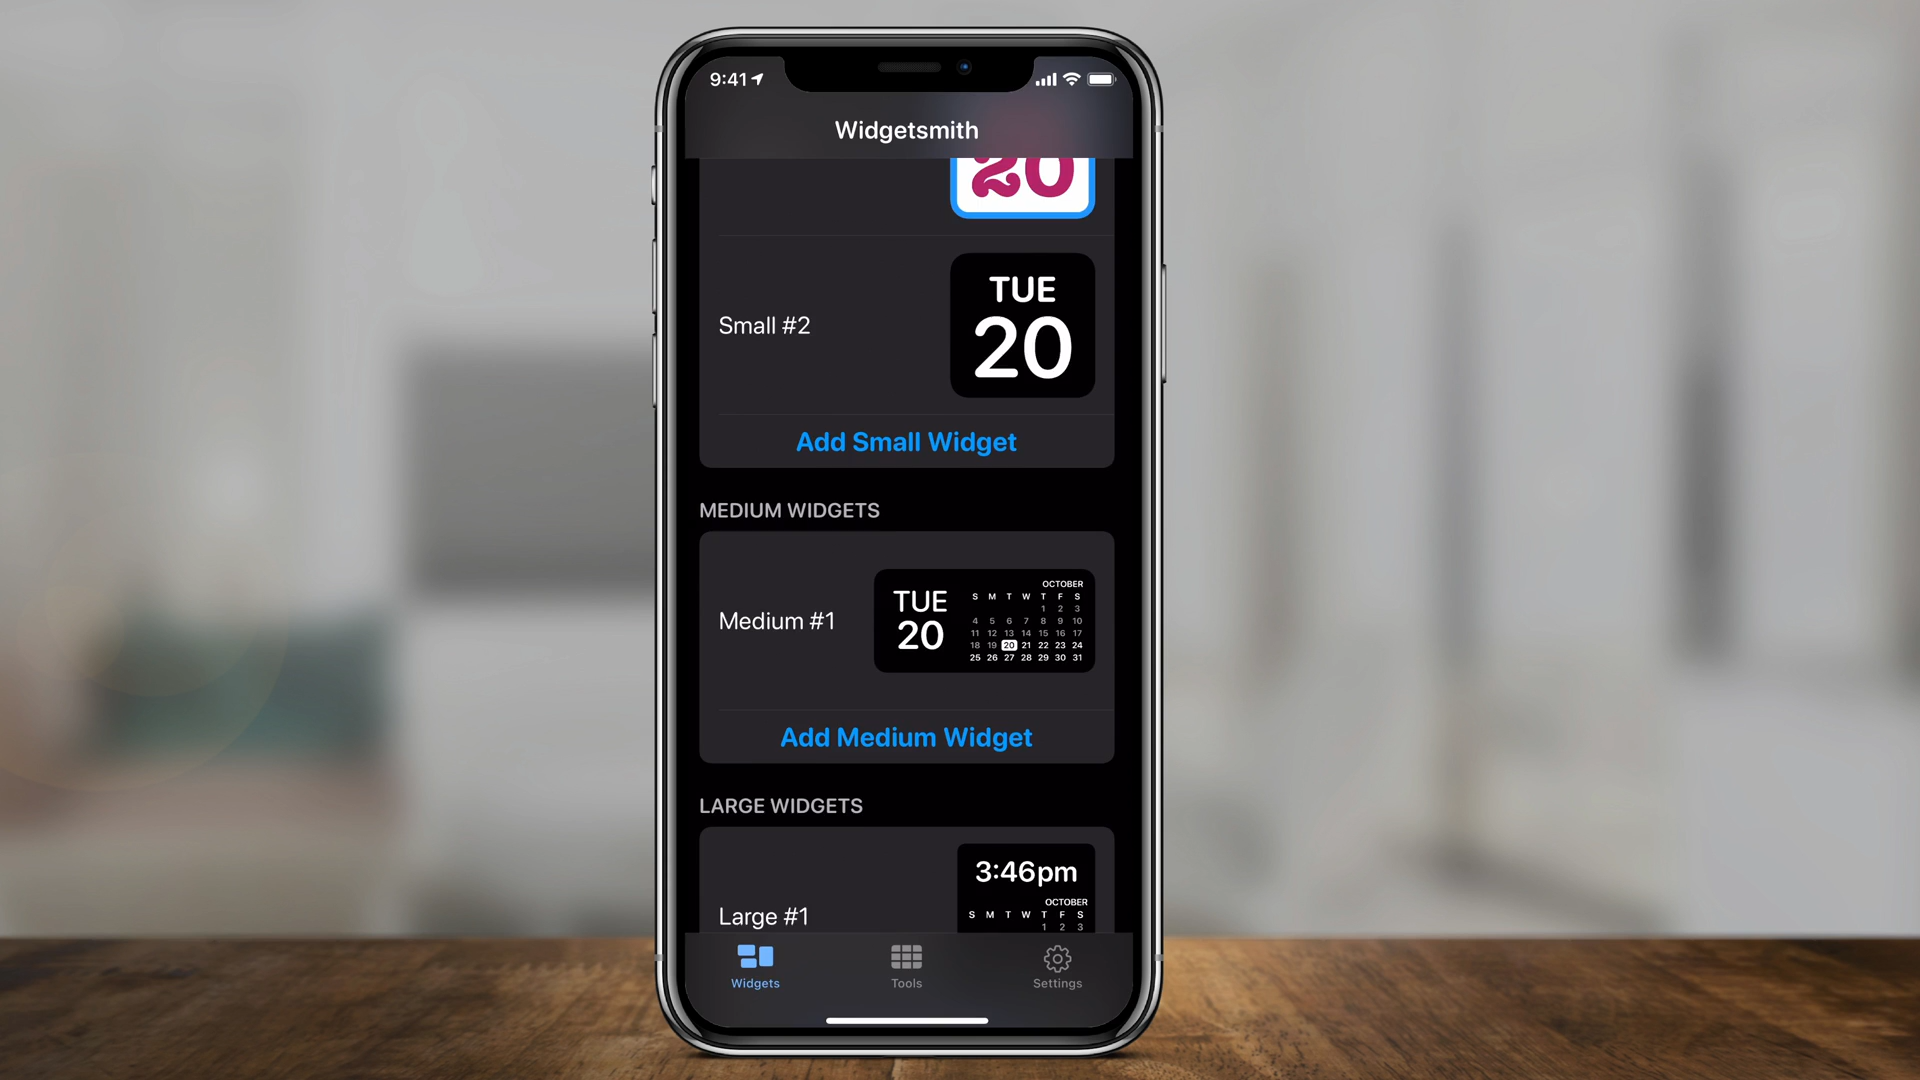 9:41
Widgetsmith
20
TUE
20
Small #2
Add Small Widget
MEDIUM WIDGETS
Medium #1
TUE
20
OCTOBER
S M T W T F S
1 2 3
4 5 6 7 8 9 10
11 12 13 14 15 16 17
18 19 20 21 22 23 24
25 26 27 28 29 30 31
Add Medium Widget
LARGE WIDGETS
Large #1
3:46pm
OCTOBER
S M T W T F S
1 2 3
Widgets
Tools
Settings